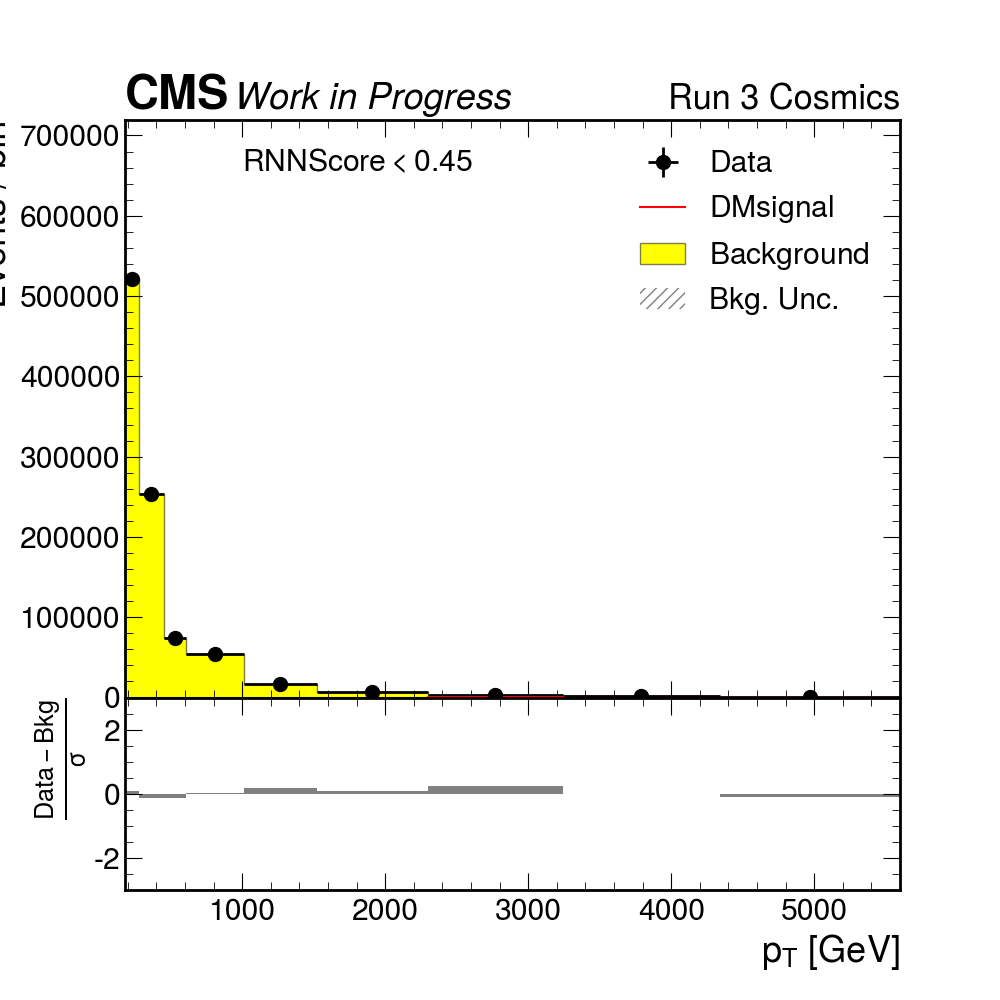 CMS Work in Progress Run 3 Cosmics
700000
600000
500000
400000
300000
200000
100000
0
RNNScore < 0.45
Data
DMsignal
Background
Bkg. Unc.
Data – Bkg
σ
2
0
-2
1000 2000 3000 4000 5000
pT [GeV]